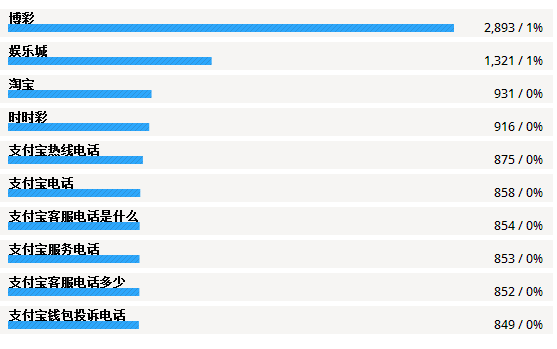 博彩
2,893 / 1%
娱乐城
1,321 / 1%
淘宝
931 / 0%
时时彩
916 / 0%
支付宝热线电话
875 / 0%
支付宝电话
858 / 0%
支付宝客服电话是什么
854 / 0%
支付宝服务电话
853 / 0%
支付宝客服电话多少
852 / 0%
支付宝钱包投诉电话
849 / 0%